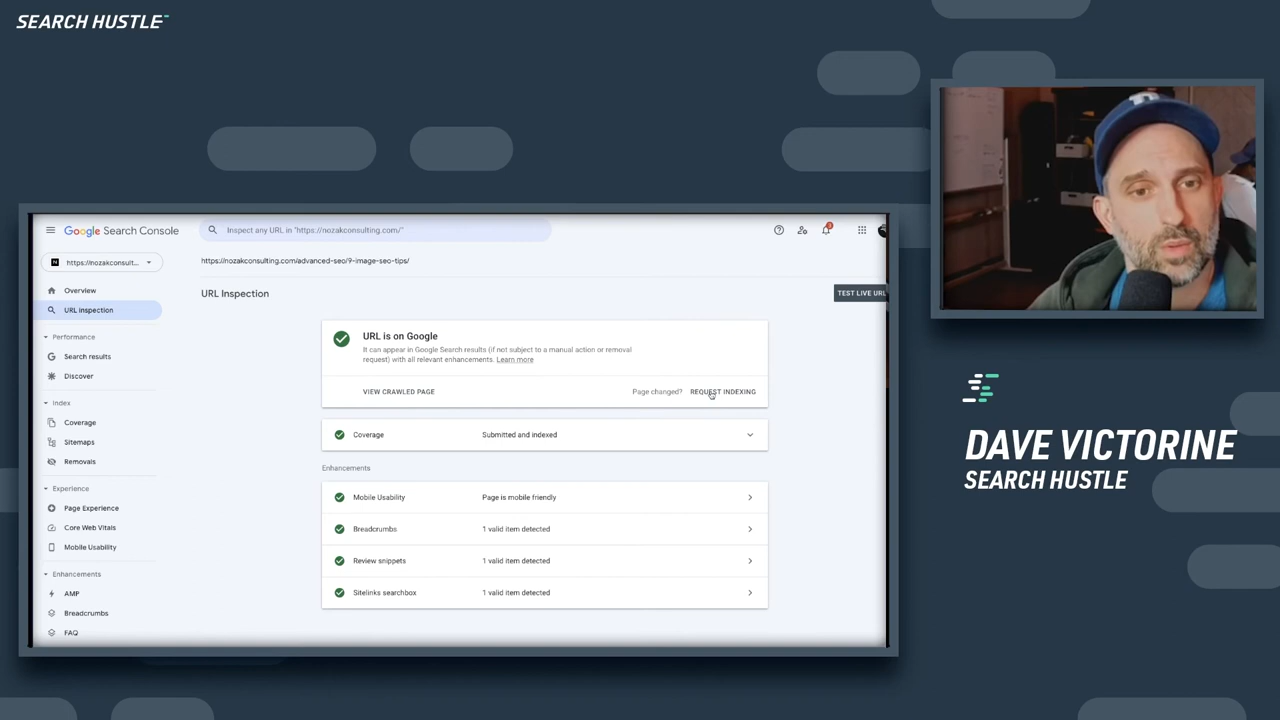 SEARCH HUSTLE
Google Search Console
Inspect any URL in "https://nozakconsulting.com/"
3
N
https://nozakconsult...
https://nozakconsulting.com/advanced-seo/9-image-seo-tips/
Overview
URL inspection
Performance
Search results
Discover
Index
Coverage
Sitemaps
Removals
Experience
Page Experience
Core Web Vitals
Mobile Usability
Enhancements
AMP
Breadcrumbs
FAQ
URL Inspection
TEST LIVE URL
URL is on Google
It can appear in Google Search results (if not subject to a manual action or removal
request) with all relevant enhancements. Learn more
VIEW CRAWLED PAGE
Page changed? REQUEST INDEXING
Coverage Submitted and indexed
Enhancements
Mobile Usability Page is mobile friendly
Breadcrumbs 1 valid item detected
Review snippets 1 valid item detected
Sitelinks searchbox 1 valid item detected
DAVE VICTORINE
SEARCH HUSTLE